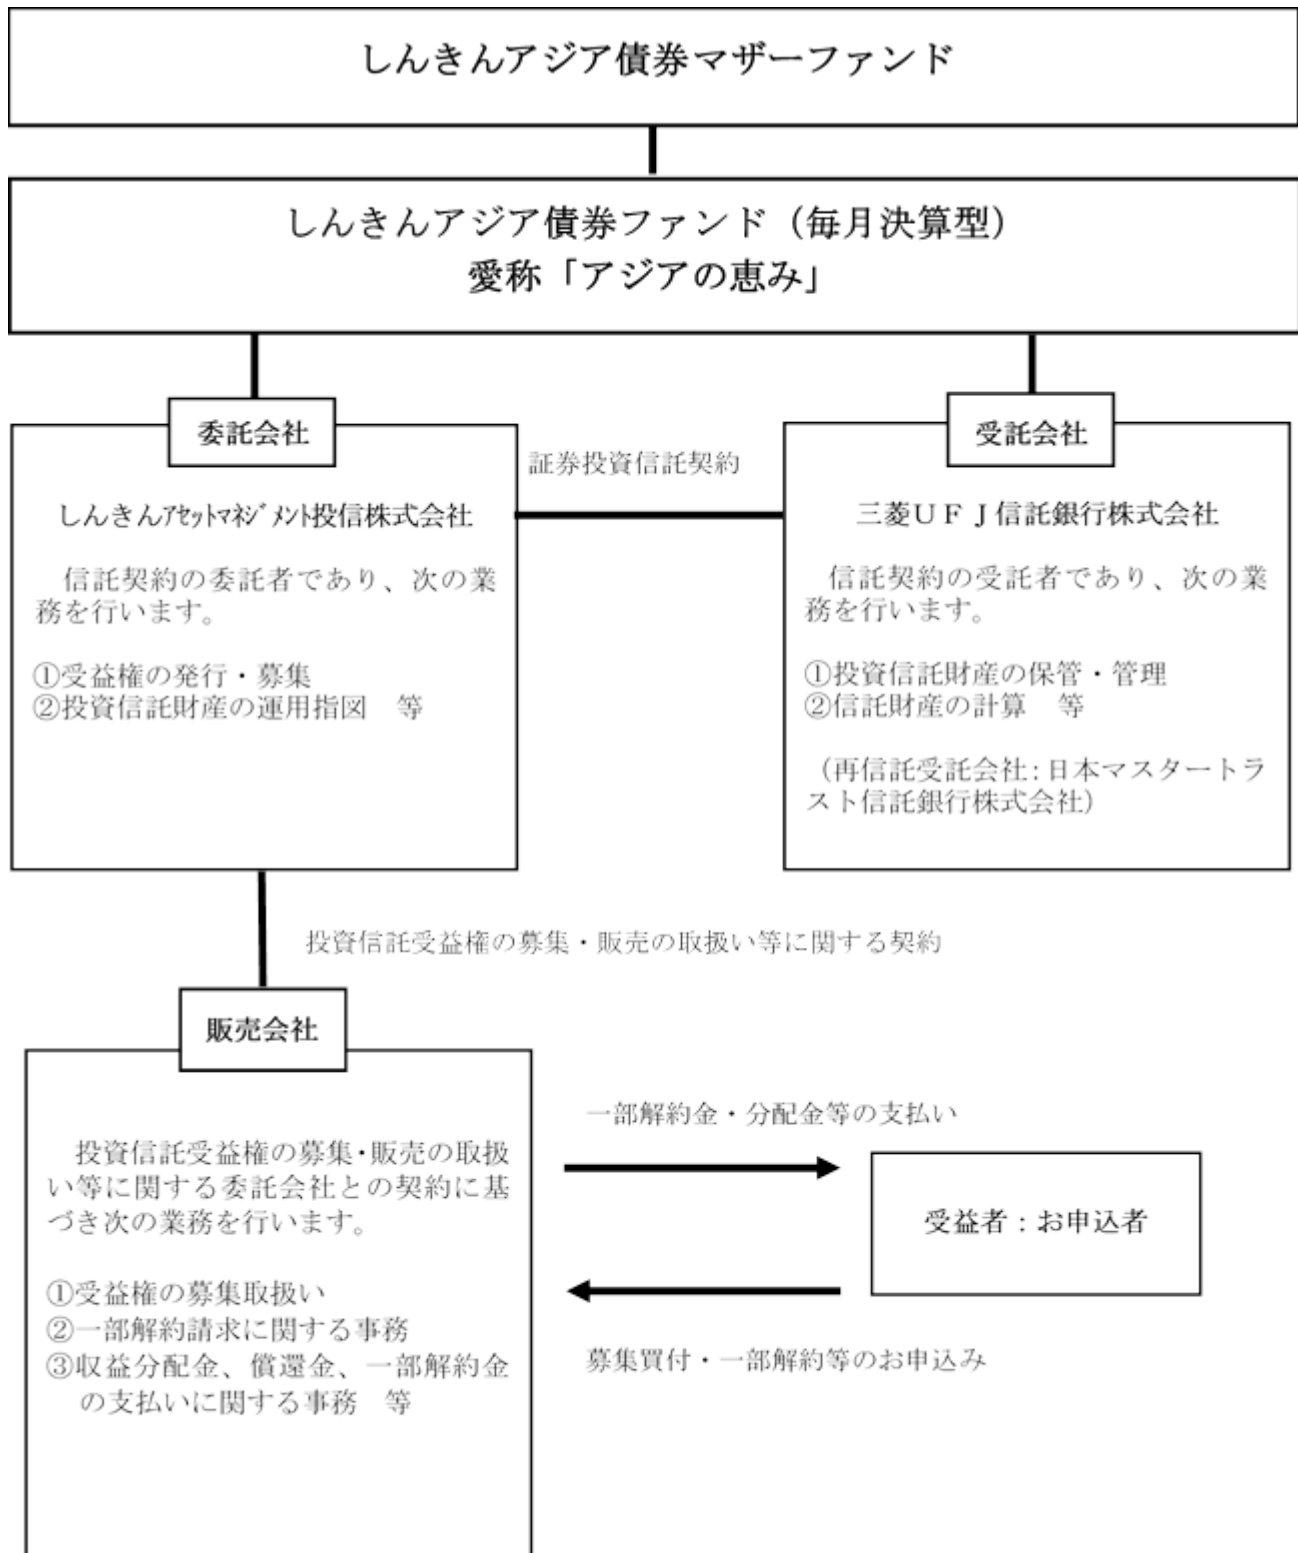 しんきんアジア債券マザーファンド
しんきんアジア債券ファンド（毎月決算型）
愛称「アジアの恵み」
委託会社
しんきんｱｾｯﾄﾏﾈｼﾞﾒﾝﾄ投信株式会社
信託契約の委託者であり、次の業
務を行います。
①受益権の発行・募集
②投資信託財産の運用指図　等
証券投資信託契約
受託会社
三菱ＵＦＪ信託銀行株式会社
信託契約の受託者であり、次の業
務を行います。
①投資信託財産の保管・管理
②信託財産の計算　等
（再信託受託会社：日本マスタートラ
スト信託銀行株式会社）
投資信託受益権の募集・販売の取扱い等に関する契約
販売会社
投資信託受益権の募集・販売の取扱
い等に関する委託会社との契約に基
づき次の業務を行います。
①受益権の募集取扱い
②一部解約請求に関する事務
③収益分配金、償還金、一部解約金
の支払いに関する事務　等
一部解約金・分配金等の支払い
受益者：お申込者
募集買付・一部解約等のお申込み